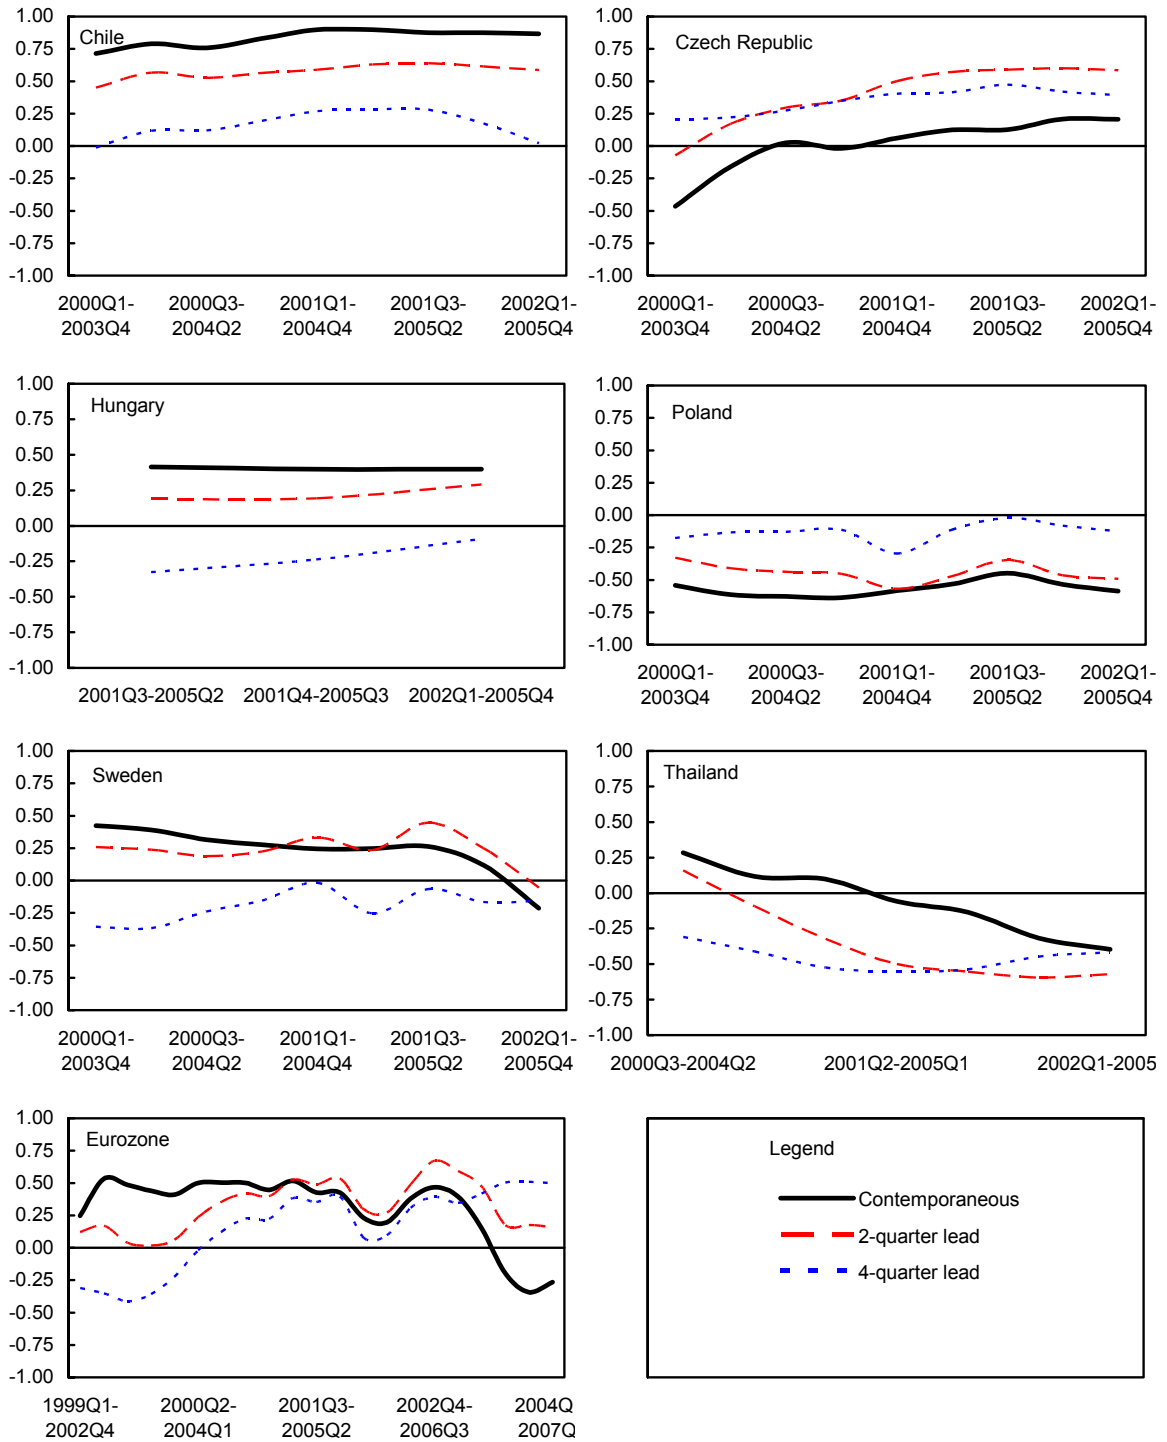 Chile
1.00
0.75
0.50
0.25
0.00
-0.25
-0.50
-0.75
-1.00
2000Q1- 2000Q3- 2001Q1- 2001Q3- 2002Q1-
2003Q4 2004Q2 2004Q4 2005Q2 2005Q4
Czech Republic
1.00
0.75
0.50
0.25
0.00
-0.25
-0.50
-0.75
-1.00
2000Q1- 2000Q3- 2001Q1- 2001Q3- 2002Q1-
2003Q4 2004Q2 2004Q4 2005Q2 2005Q4
Hungary
1.00
0.75
0.50
0.25
0.00
-0.25
-0.50
-0.75
-1.00
2001Q3-2005Q2 2001Q4-2005Q3 2002Q1-2005Q4
Poland
1.00
0.75
0.50
0.25
0.00
-0.25
-0.50
-0.75
-1.00
2000Q1- 2000Q3- 2001Q1- 2001Q3- 2002Q1-
2003Q4 2004Q2 2004Q4 2005Q2 2005Q4
Sweden
1.00
0.75
0.50
0.25
0.00
-0.25
-0.50
-0.75
-1.00
2000Q1- 2000Q3- 2001Q1- 2001Q3- 2002Q1-
2003Q4 2004Q2 2004Q4 2005Q2 2005Q4
Thailand
1.00
0.75
0.50
0.25
0.00
-0.25
-0.50
-0.75
-1.00
2000Q3-2004Q2 2001Q2-2005Q1 2002Q1-2005
Eurozone
1.00
0.75
0.50
0.25
0.00
-0.25
-0.50
-0.75
-1.00
1999Q1- 2000Q2- 2001Q3- 2002Q4- 2004Q
2002Q4 2004Q1 2005Q2 2006Q3 2007Q
Legend
Contemporaneous
2-quarter lead
4-quarter lead